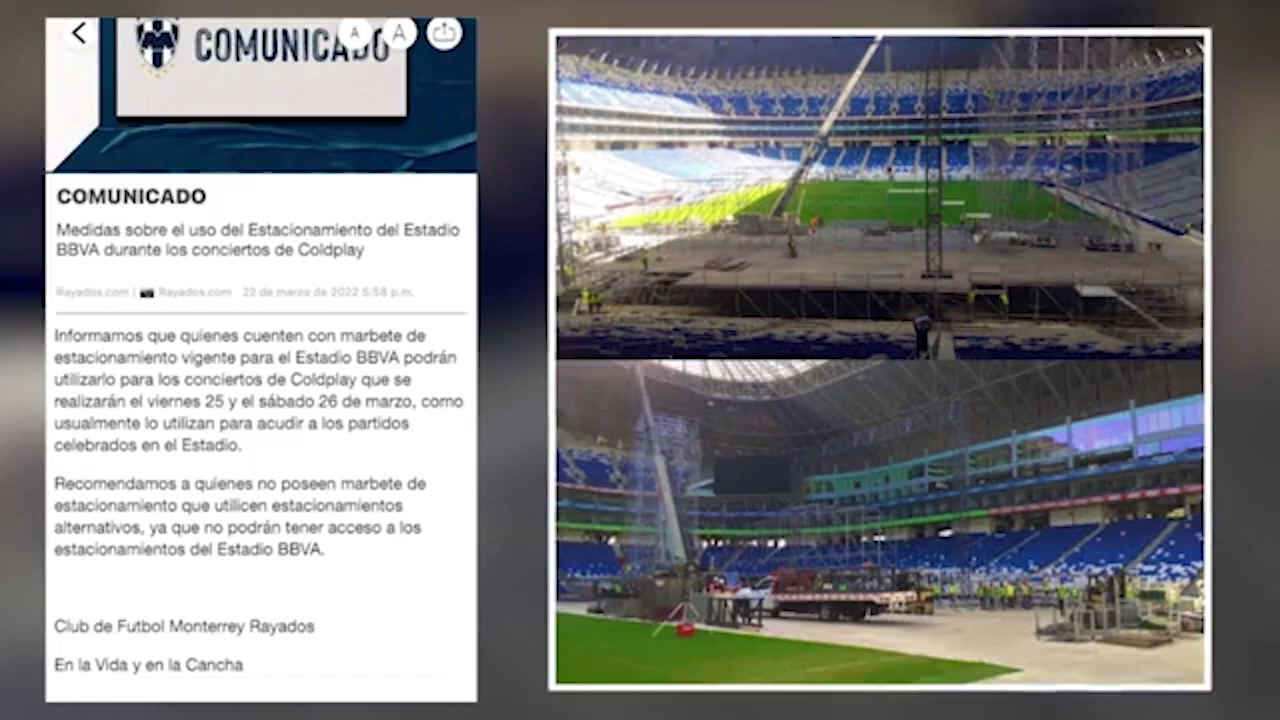 COMUNICADO
A A
COMUNICADO
Medidas sobre el uso del Estacionamiento del Estadio
BBVA durante los conciertos de Coldplay
Rayados.com | Rayados.com 22 de marzo de 2022 5:58 p.m.
Informamos que quienes cuenten con marbete de
estacionamiento vigente para el Estadio BBVA podrán
utilizarlo para los conciertos de Coldplay que se
realizarán el viernes 25 y el sábado 26 de marzo, como
usualmente lo utilizan para acudir a los partidos
celebrados en el Estadio.
Recomendamos a quienes no poseen marbete de
estacionamiento que utilicen estacionamientos
alternativos, ya que no podrán tener acceso a los
estacionamientos del Estadio BBVA.
Club de Futbol Monterrey Rayados
En la Vida y en la Cancha